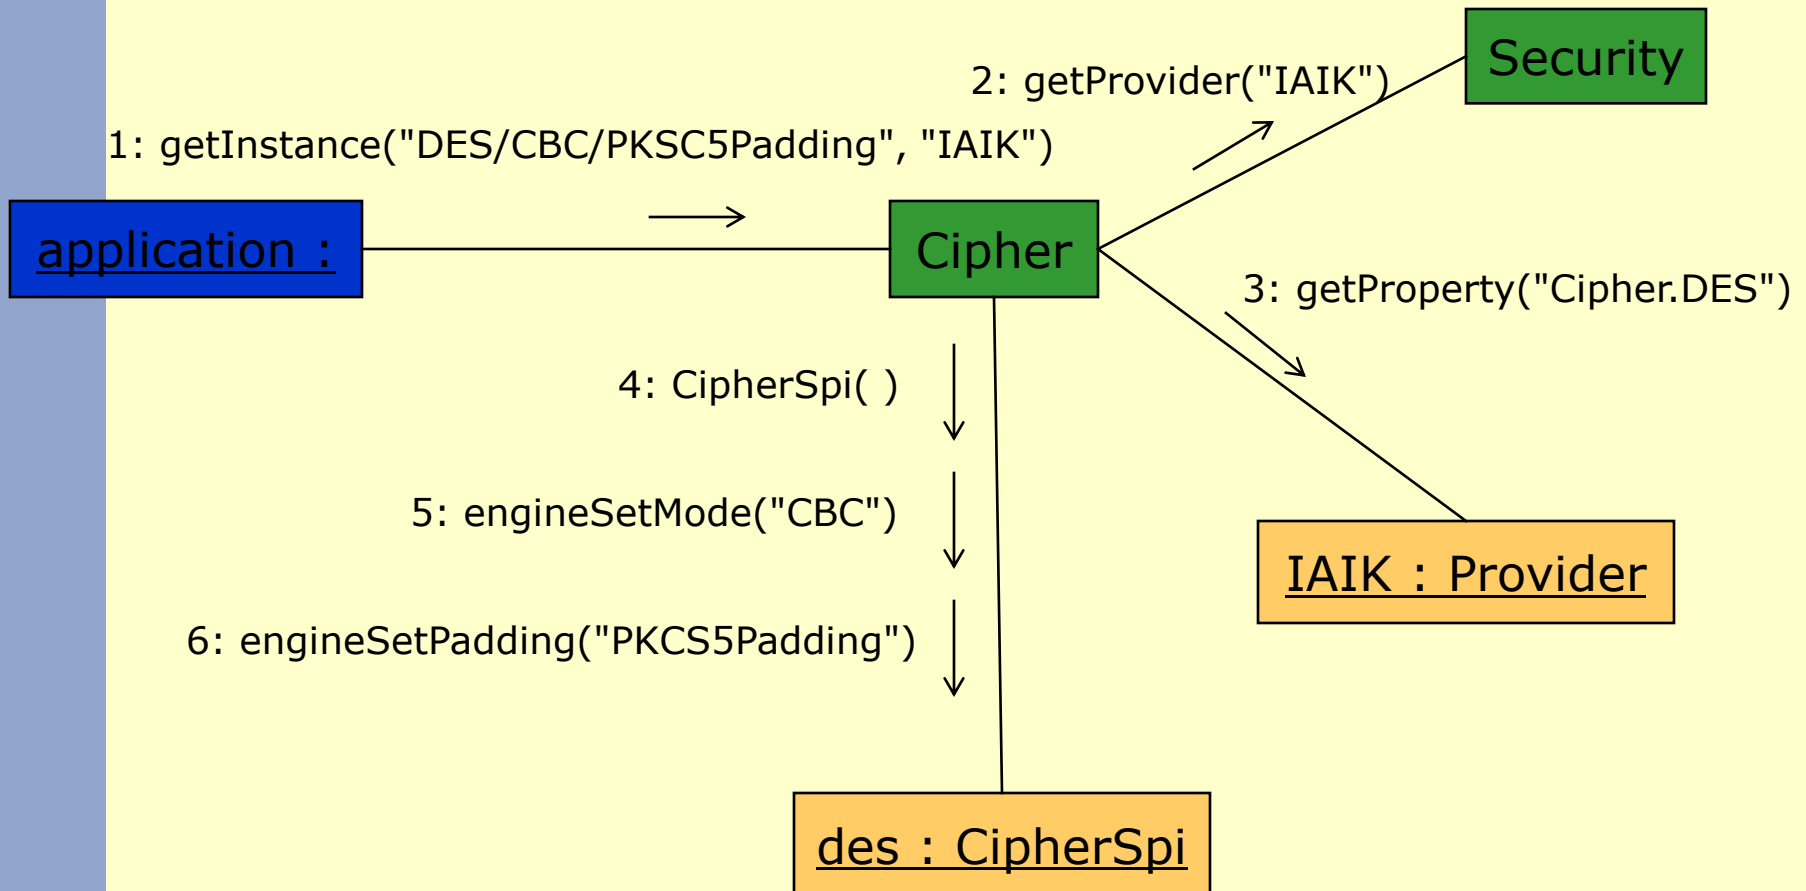 Security
2: getProvider("IAIK")
1: getInstance("DES/CBC/PKSC5Padding", "IAIK")
application :
Cipher
3: getProperty("Cipher.DES")
4: CipherSpi( )
5: engineSetMode("CBC")
IAIK : Provider
6: engineSetPadding("PKCS5Padding")
des : CipherSpi